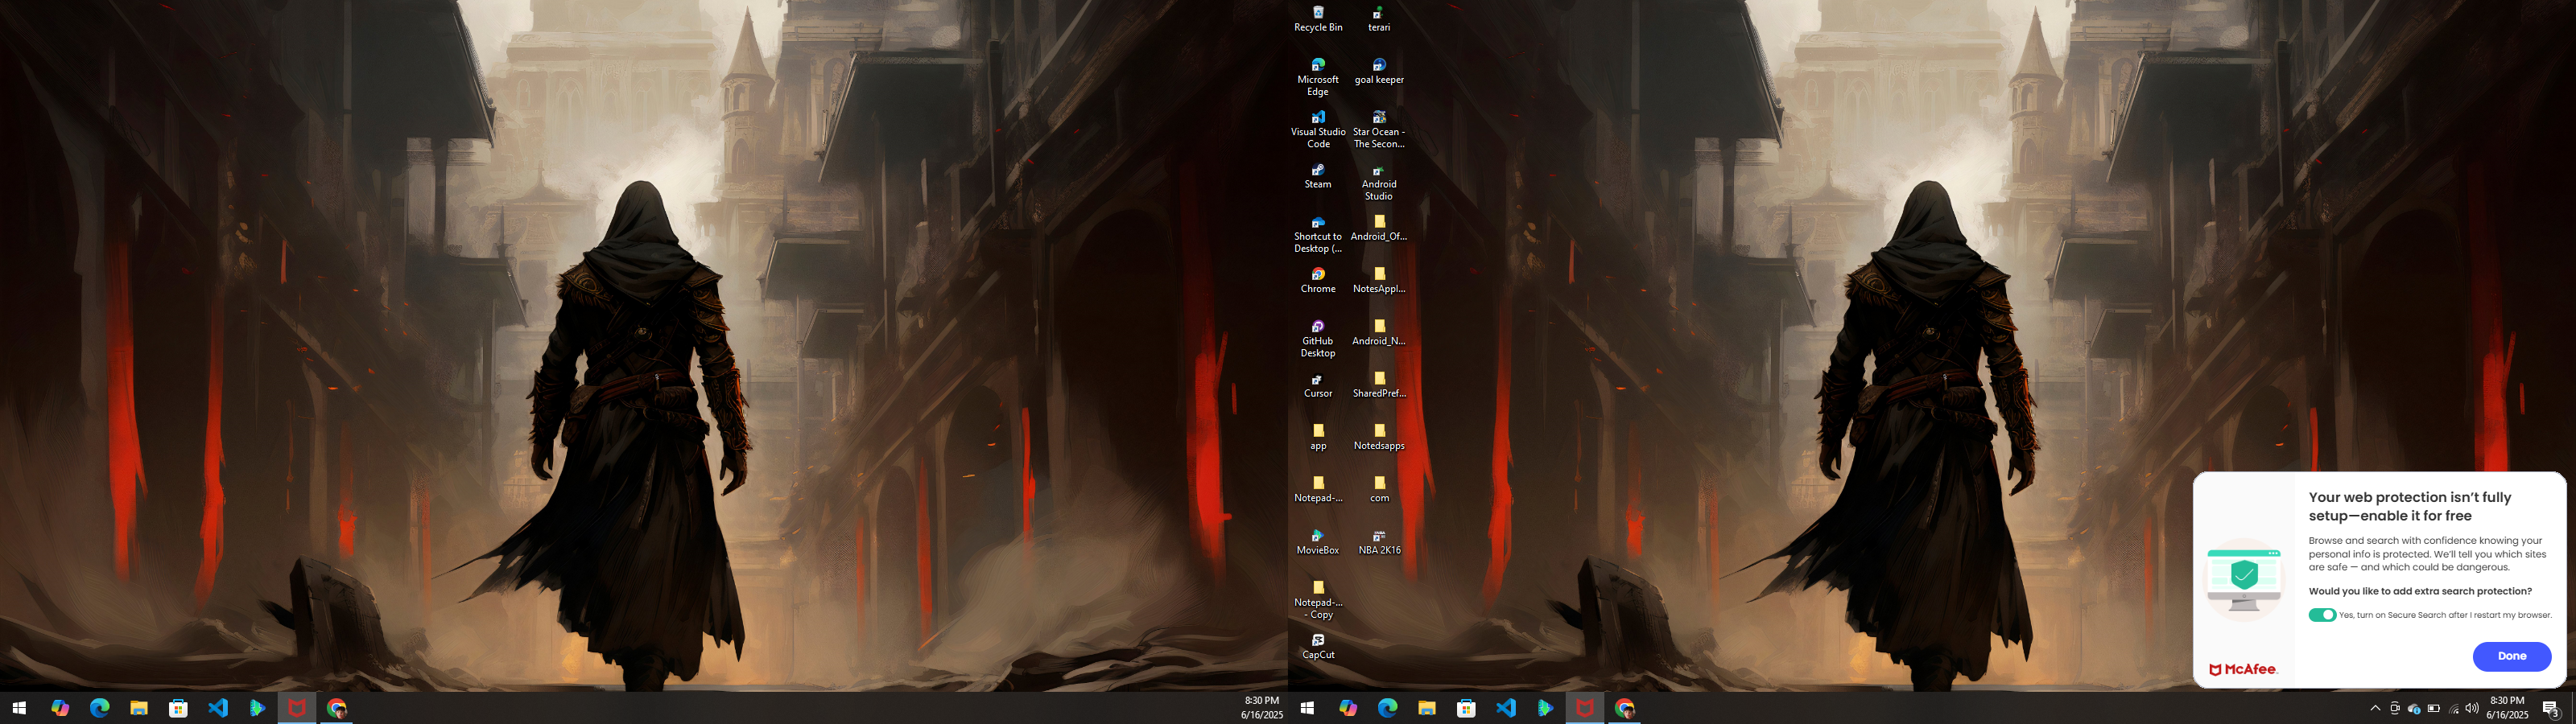 Recycle Bin
terari
Microsoft
Edge
goal keeper
Visual Studio
Code
Star Ocean -
The Secon...
Steam
Android
Studio
Shortcut to
Desktop (...
Android_Of...
Chrome
NotesAppl...
GitHub
Desktop
Android_N...
Cursor
SharedPref...
app
Notedsapps
Notepad-...
com
MovieBox
NBA 2K16
Notepad-...
- Copy
CapCut
Your web protection isn't fully
setup—enable it for free
Browse and search with confidence knowing your
personal info is protected. We'll tell you which sites
are safe — and which could be dangerous.
Would you like to add extra search protection?
Yes, turn on Secure Search after I restart my browser.
McAfee
Done
8:30 PM
6/16/2025
8:30 PM
6/16/2025
3